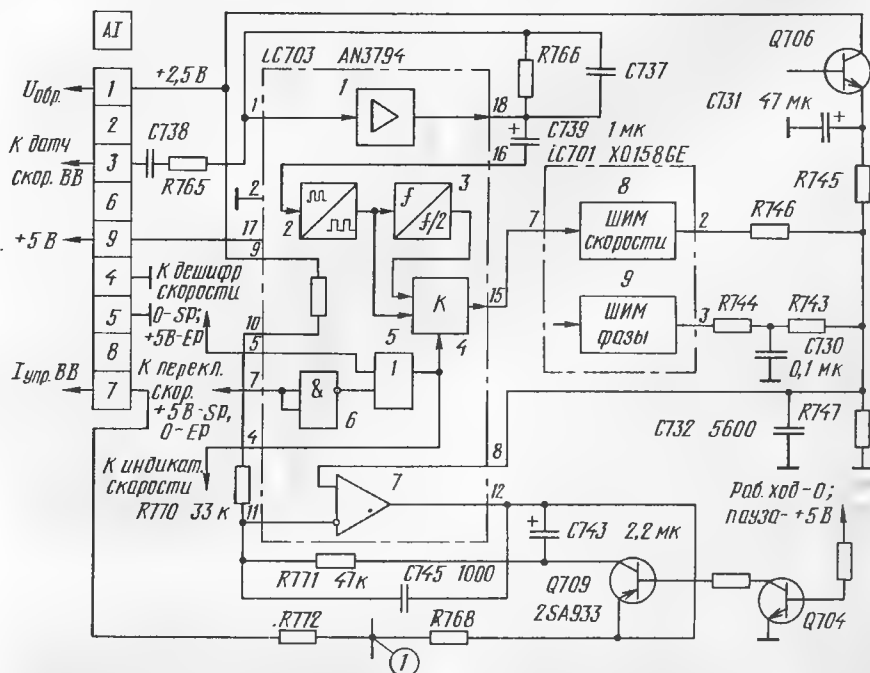 A1
1
2
3
6
9
4
5
8
7
Uобр.
К датч
скор. ВВ
+5 В
К дешифр
скорости
0-SP;
+5В-EP
Iупр. ВВ
К перекл.
скор.
+5 В-SP,
0-EP
К индикат.
скорости
R770 33 к
+2,5 В
C738
R765
iC703 AN3794
1
1
2
17
9
10
5
7
4
11
2
f
f/2
3
К
4
5
1
&
6
7
18
16
15
8
12
R766
C737
+
C739 1 мк
iC701 XO158GE
7
8
ШИМ
скорости
2
9
ШИМ
фазы
3
Q706
C731 47 мк
+
R745
R746
R744
R743
C730
0,1 мк
R747
C732 5600
Раб. ход-0;
пауза-+5 В
+
C743 2,2 мк
R771 47к
C745 1000
Q709
2SA933
Q704
R772
R768
1